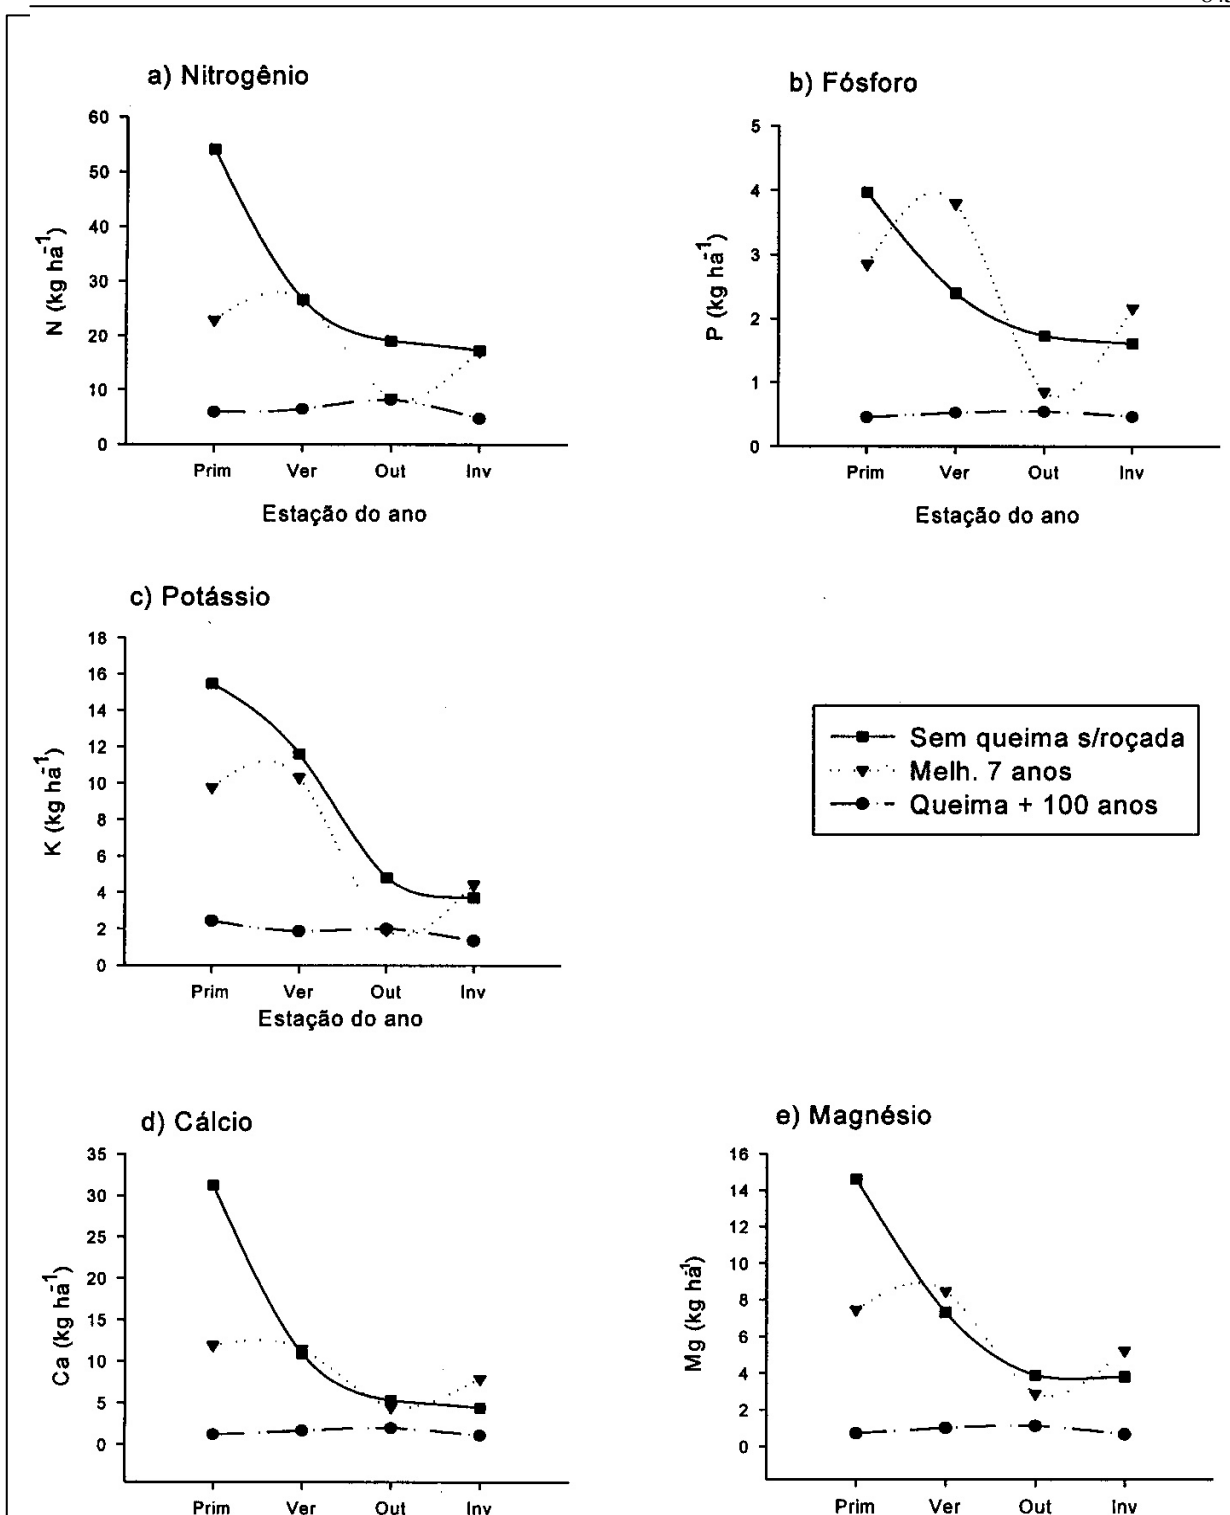 a) Nitrogênio
60
50
40
30
20
10
0
N (kg ha-1)
Prim Ver Out Inv
Estação do ano
b) Fósforo
5
4
3
2
1
0
P (kg ha-1)
Prim Ver Out Inv
Estação do ano
c) Potássio
18
16
14
12
10
8
6
4
2
0
K (kg ha-1)
Prim Ver Out Inv
Estação do ano
Sem queima s/roçada
Melh. 7 anos
Queima + 100 anos
d) Cálcio
35
30
25
20
15
10
5
0
Ca (kg ha-1)
Prim Ver Out Inv
e) Magnésio
16
14
12
10
8
6
4
2
0
Mg (kg ha-1)
Prim Ver Out Inv